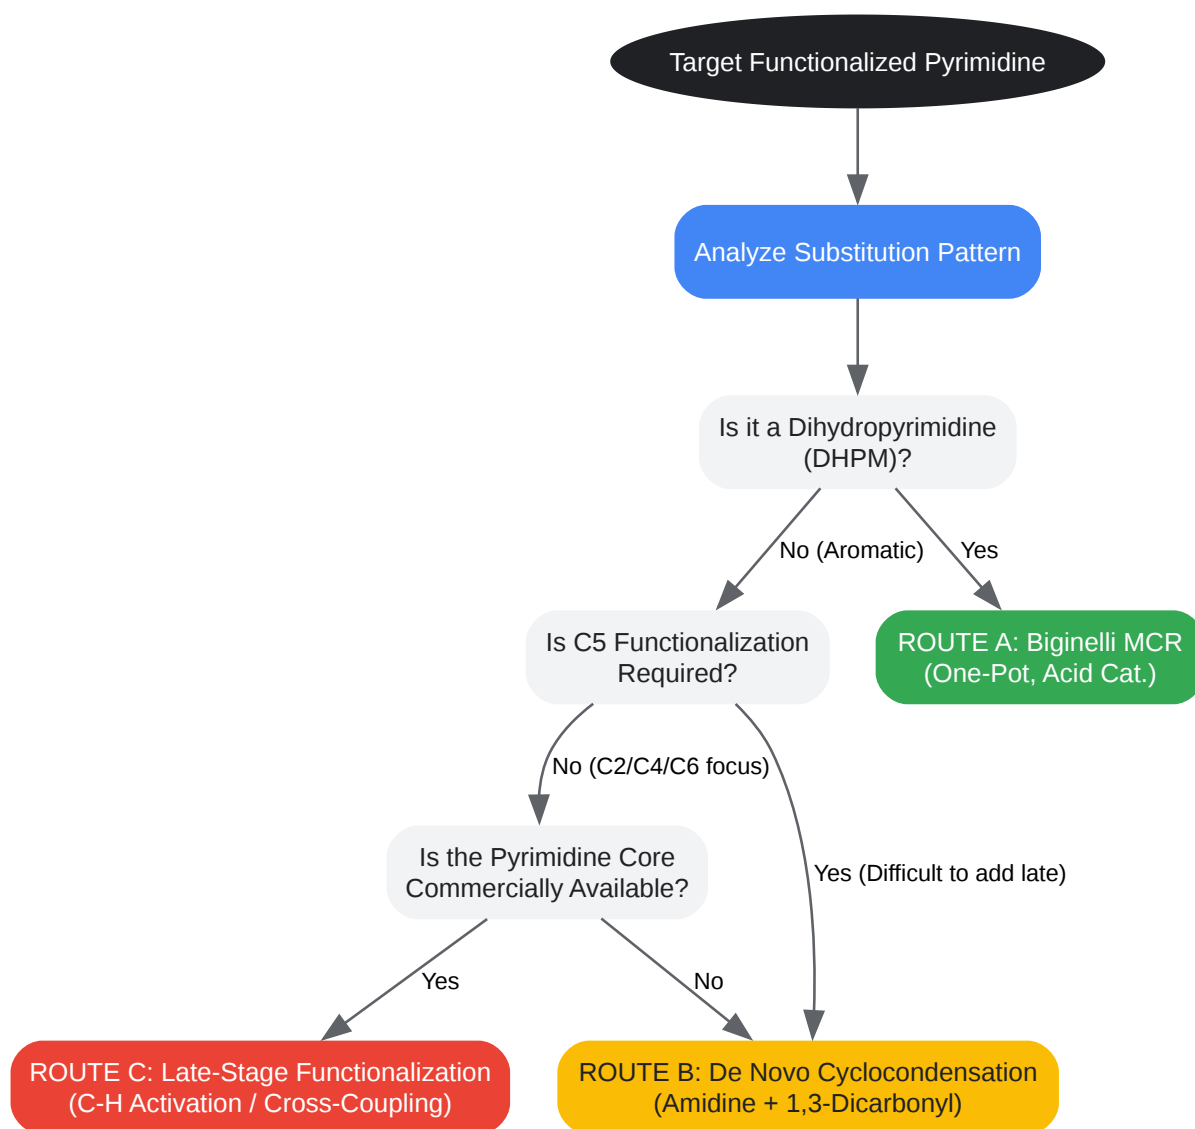 Target Functionalized Pyrimidine
Analyze Substitution Pattern
Is it a Dihydropyrimidine
(DHPM)?
No (Aromatic)
Yes
Is C5 Functionalization
Required?
ROUTE A: Biginelli MCR
(One-Pot, Acid Cat.)
No (C2/C4/C6 focus)
Is the Pyrimidine Core
Commercially Available?
Yes (Difficult to add late)
Yes
No
ROUTE C: Late-Stage Functionalization
(C-H Activation / Cross-Coupling)
ROUTE B: De Novo Cyclocondensation
(Amidine + 1,3-Dicarbonyl)